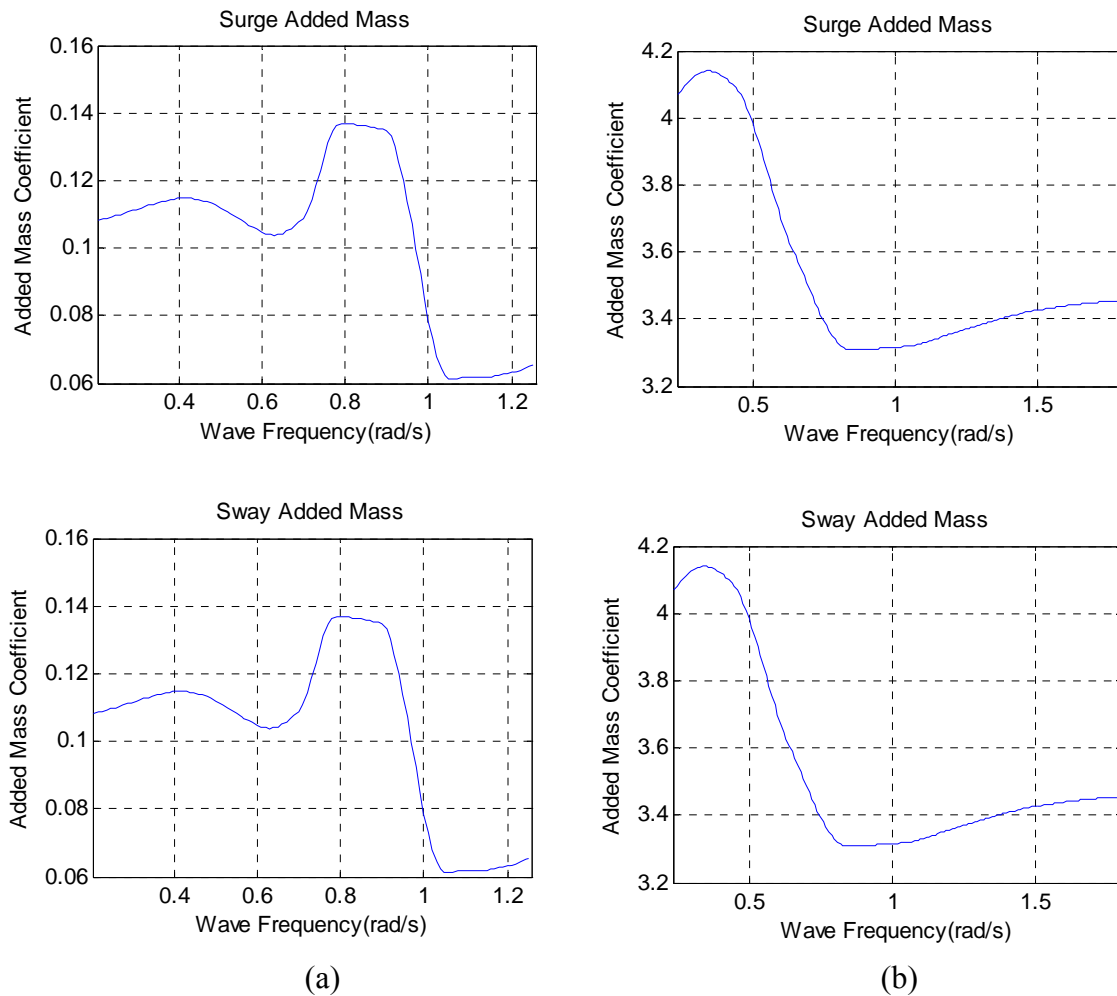 Surge Added Mass
0.16
0.14
0.12
0.1
0.08
0.06
Added Mass Coefficient
0.4 0.6 0.8 1 1.2
Wave Frequency(rad/s)
Surge Added Mass
4.2
4
3.8
3.6
3.4
3.2
Added Mass Coefficient
0.5 1 1.5
Wave Frequency(rad/s)
Sway Added Mass
0.16
0.14
0.12
0.1
0.08
0.06
Added Mass Coefficient
0.4 0.6 0.8 1 1.2
Wave Frequency(rad/s)
Sway Added Mass
4.2
4
3.8
3.6
3.4
3.2
Added Mass Coefficient
0.5 1 1.5
Wave Frequency(rad/s)
(a)
(b)